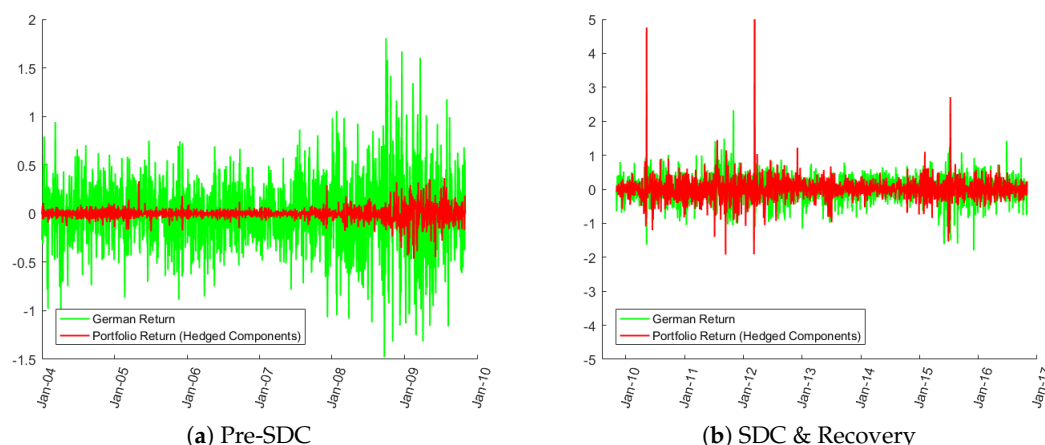 2
1.5
1
0.5
0
-0.5
-1
-1.5
German Return
Portfolio Return (Hedged Components)
Jan-04
Jan-05
Jan-06
Jan-07
Jan-08
Jan-09
Jan-10
(a) Pre-SDC
5
4
3
2
1
0
-1
-2
-3
-4
-5
German Return
Portfolio Return (Hedged Components)
Jan-10
Jan-11
Jan-12
Jan-13
Jan-14
Jan-15
Jan-16
Jan-17
(b) SDC & Recovery